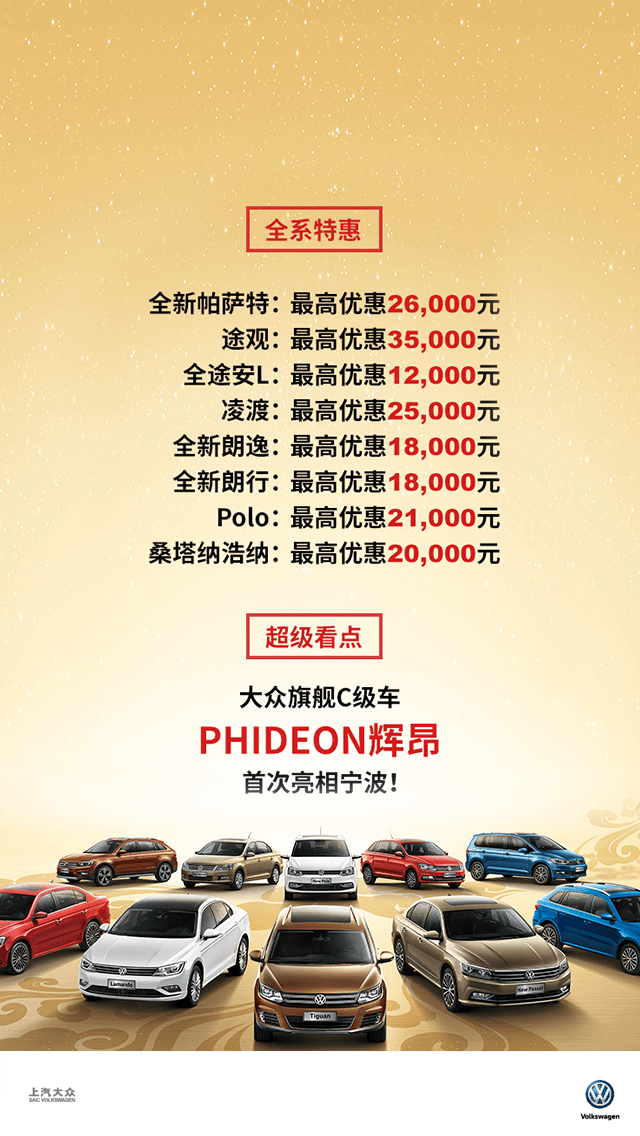 全系特惠
全新帕萨特：最高优惠26,000元
途观：最高优惠35,000元
全途安L：最高优惠12,000元
凌渡：最高优惠25,000元
全新朗逸：最高优惠18,000元
全新朗行：最高优惠18,000元
Polo：最高优惠21,000元
桑塔纳浩纳：最高优惠20,000元
超级看点
大众旗舰C级车
PHIDEON辉昂
首次亮相宁波！
New Polo
Lamando
Tiguan
New Passat
上汽大众
SAIC VOLKSWAGEN
Volkswagen